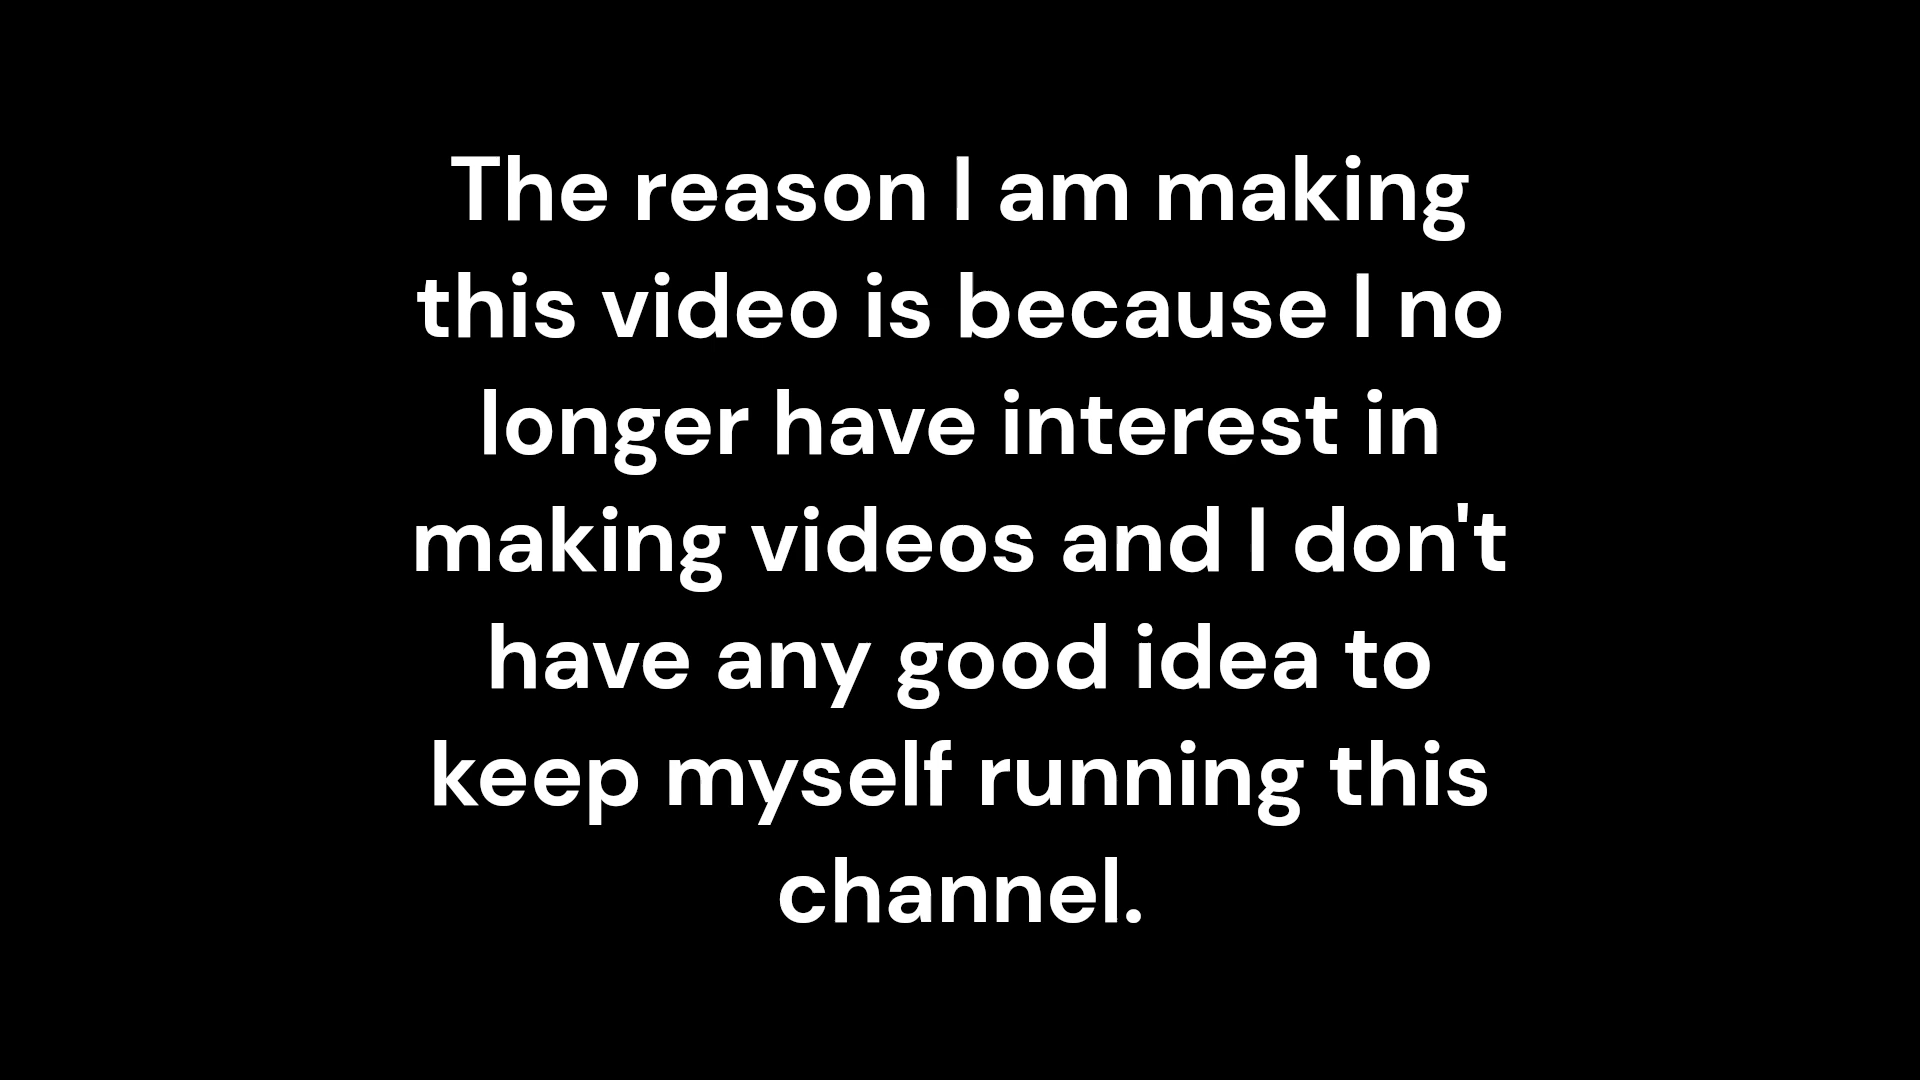 The reason I am making
this video is because I no
longer have interest in
making videos and I don't
have any good idea to
keep myself running this
channel.